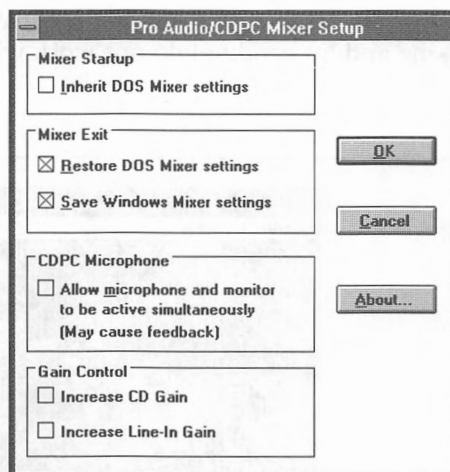 Pro Audio/CDPC Mixer Setup
Mixer Startup
Inherit DOS Mixer settings
Mixer Exit
Restore DOS Mixer settings
Save Windows Mixer settings
CDPC Microphone
Allow microphone and monitor
to be active simultaneously
(May cause feedback)
Gain Control
Increase CD Gain
Increase Line-In Gain
OK
Cancel
About...